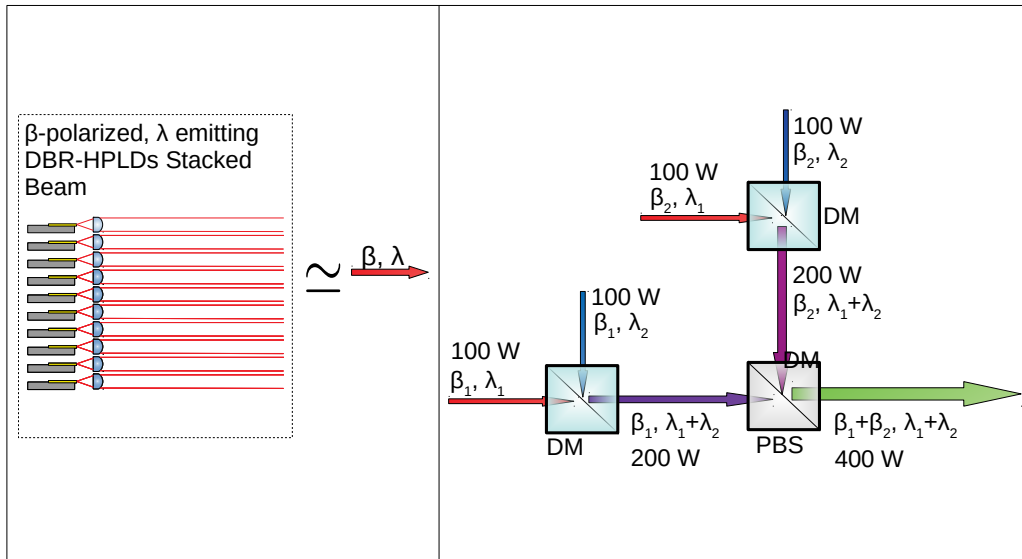 β-polarized, λ emitting
DBR-HPLDs Stacked
Beam
≃
β, λ
100 W
β₂, λ₂
100 W
β₂, λ₁
DM
200 W
β₂, λ₁+λ₂
100 W
β₁, λ₂
100 W
β₁, λ₁
DM
DM
β₁, λ₁+λ₂
200 W
PBS
β₁+β₂, λ₁+λ₂
400 W